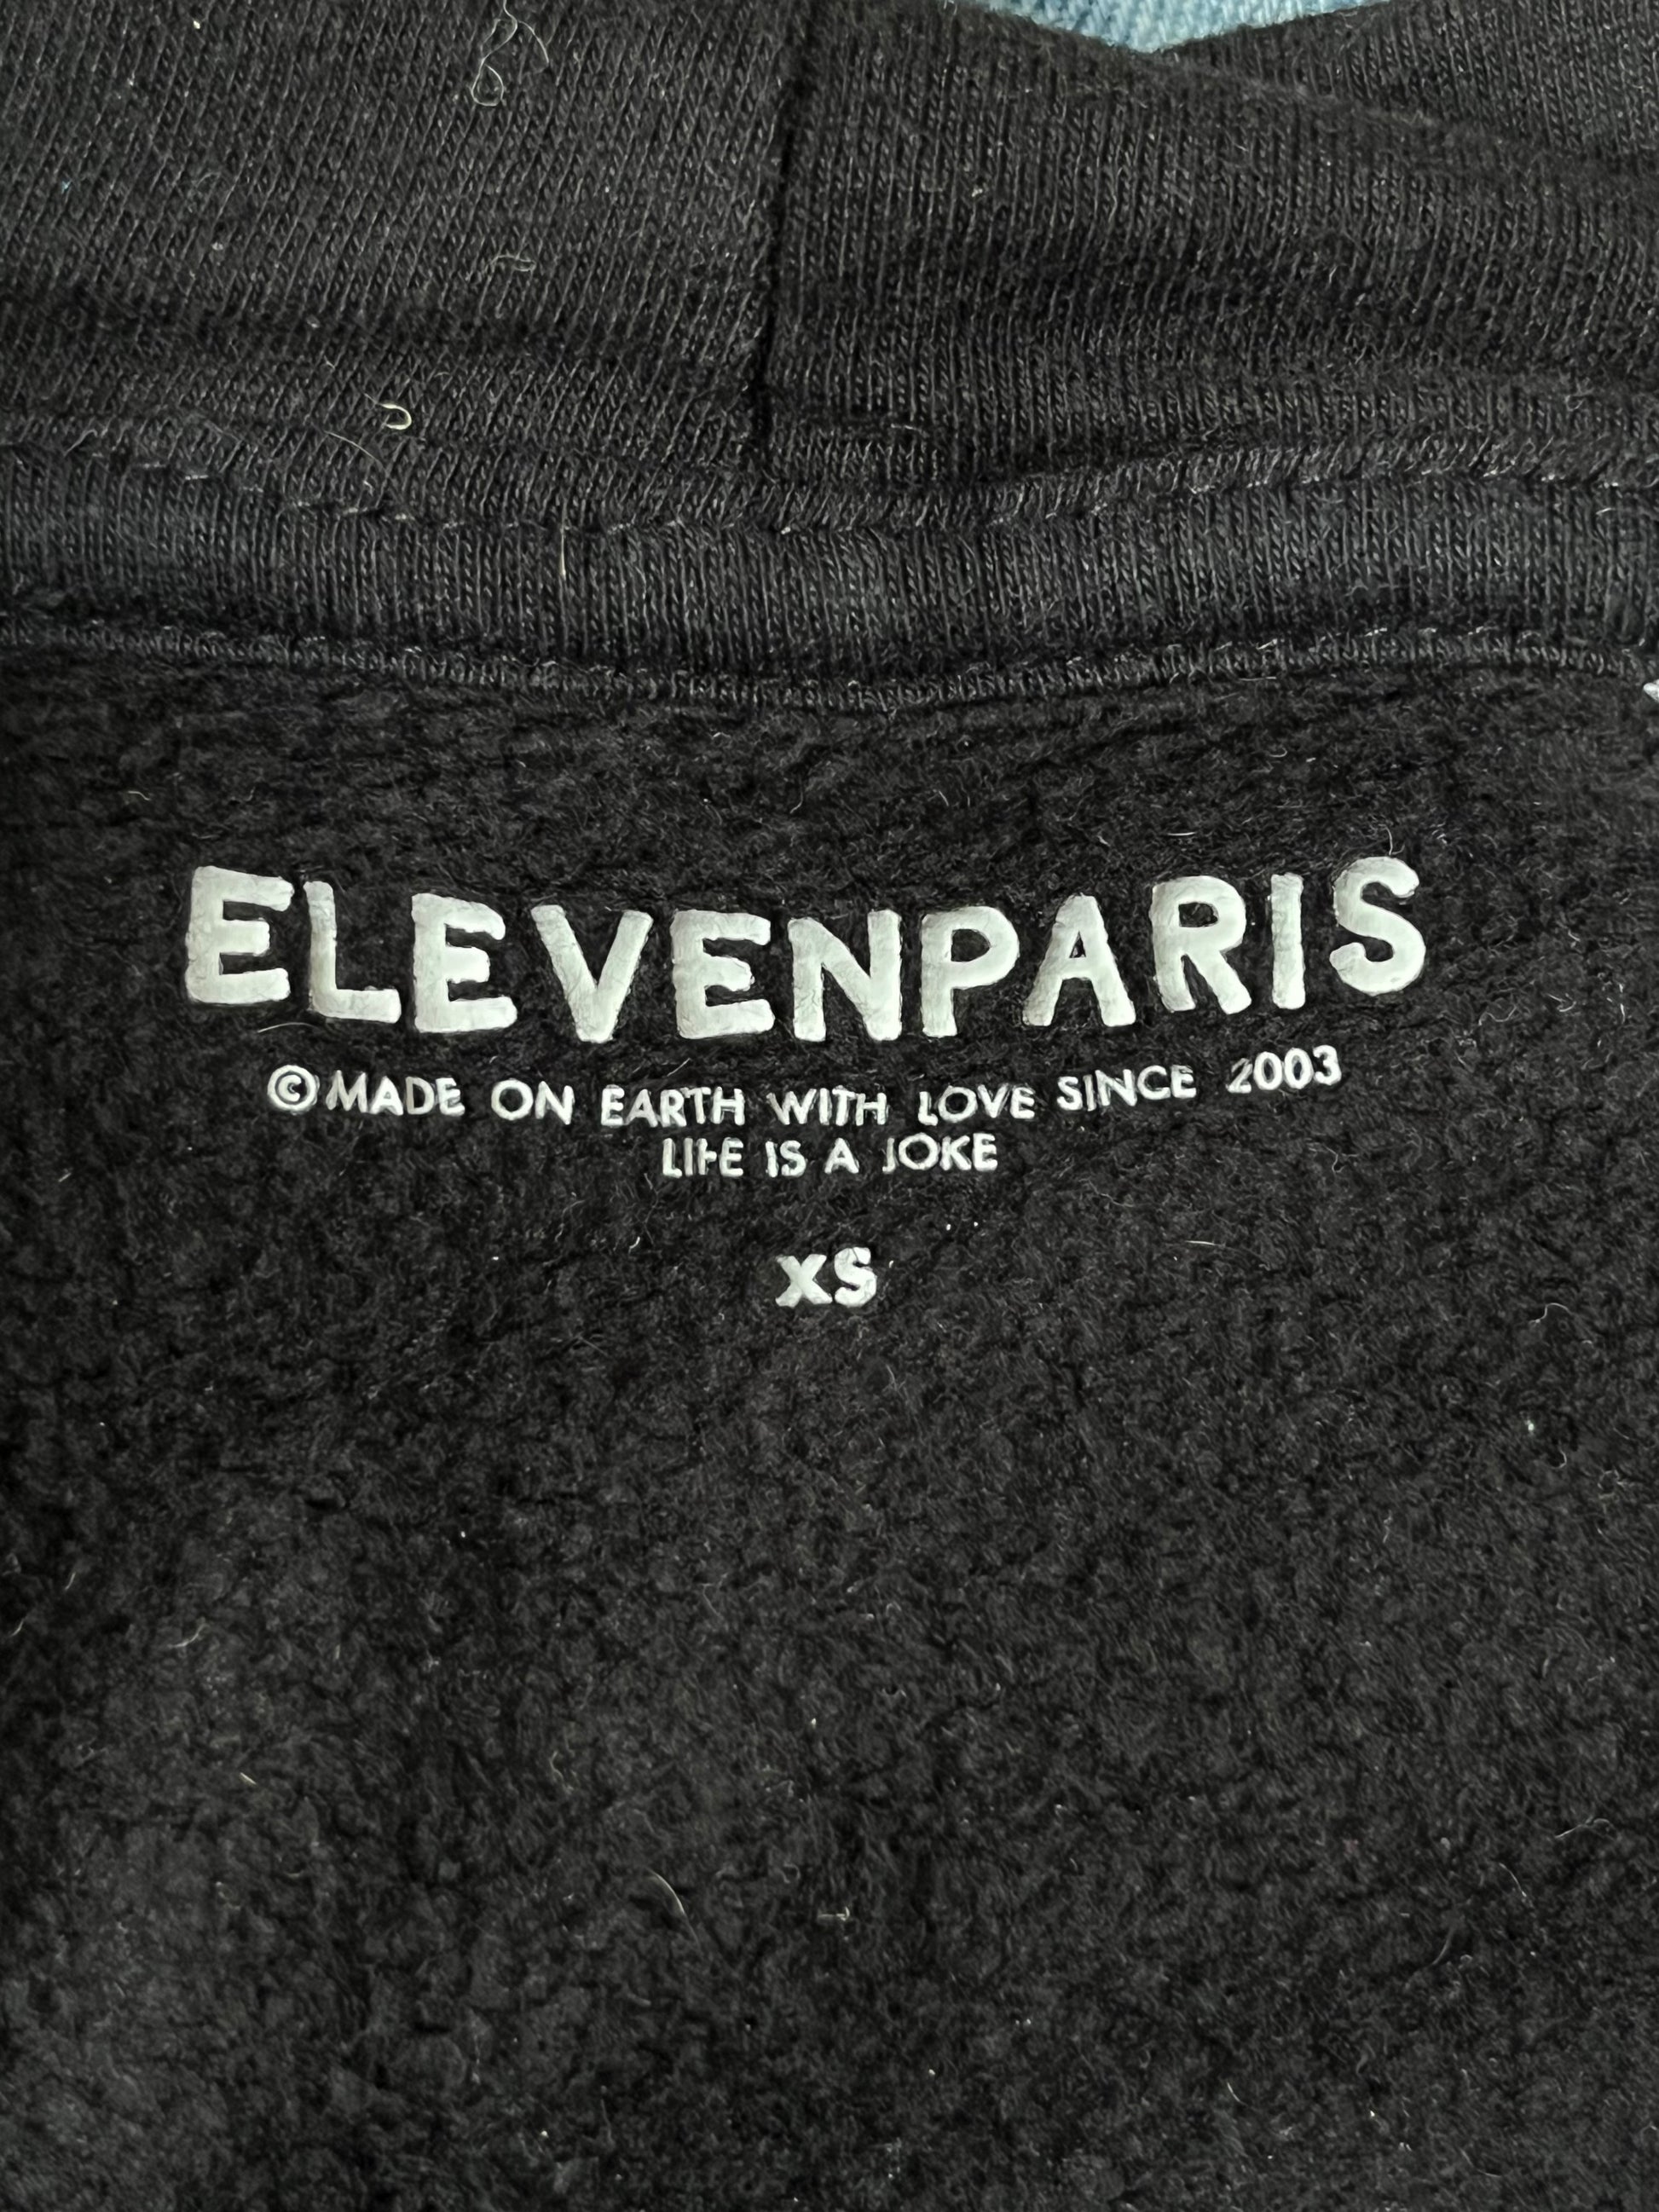 ELEVENPARIS
©MADE ON EARTH WITH LOVE SINCE 2003
LIFE IS A JOKE
XS